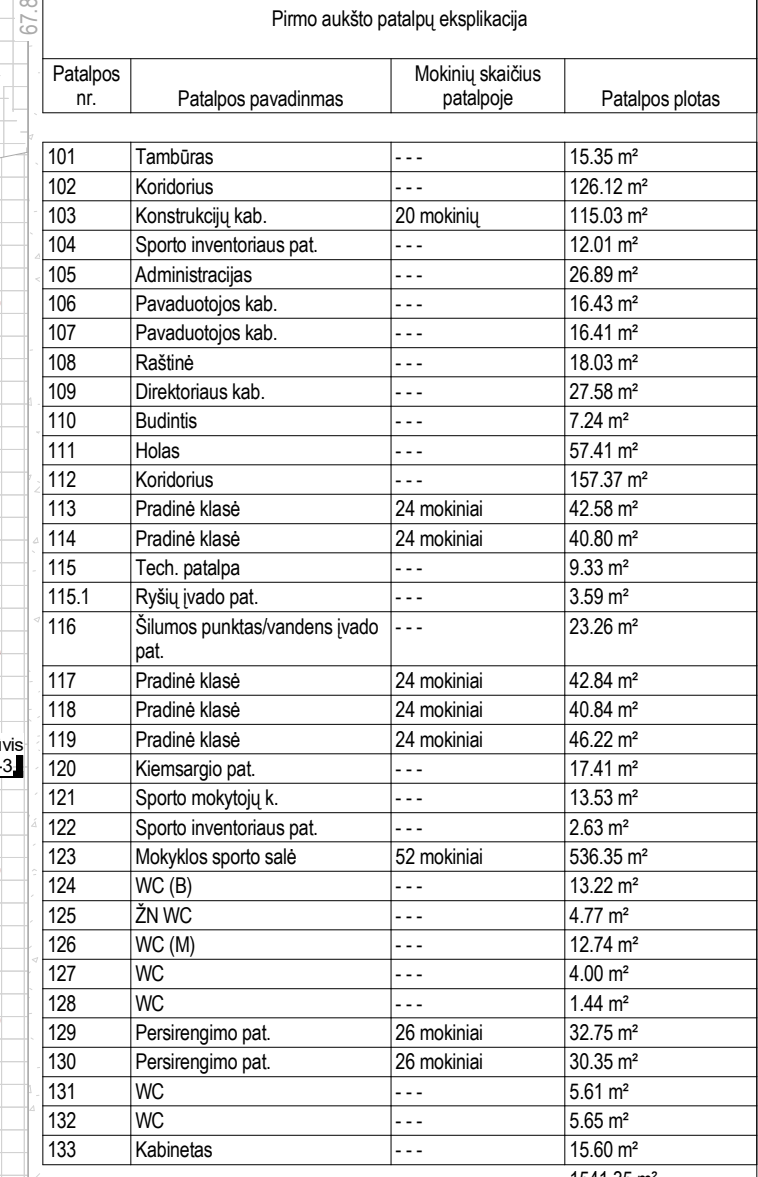 67.8
Pirmo aukšto patalpų eksplikacija
Patalpos nr. Patalpos pavadinmas Mokinių skaičius patalpoje Patalpos plotas
101 Tambūras - - - 15.35 m²
102 Koridorius - - - 126.12 m²
103 Konstrukcijų kab. 20 mokinių 115.03 m²
104 Sporto inventoriaus pat. - - - 12.01 m²
105 Administracijas - - - 26.89 m²
106 Pavaduotojos kab. - - - 16.43 m²
107 Pavaduotojos kab. - - - 16.41 m²
108 Raštinė - - - 18.03 m²
109 Direktoriaus kab. - - - 27.58 m²
110 Budintis - - - 7.24 m²
111 Holas - - - 57.41 m²
112 Koridorius - - - 157.37 m²
113 Pradinė klasė 24 mokiniai 42.58 m²
114 Pradinė klasė 24 mokiniai 40.80 m²
115 Tech. patalpa - - - 9.33 m²
115.1 Ryšių įvado pat. - - - 3.59 m²
116 Šilumos punktas/vandens įvado - - - 23.26 m²
pat.
117 Pradinė klasė 24 mokiniai 42.84 m²
118 Pradinė klasė 24 mokiniai 40.84 m²
119 Pradinė klasė 24 mokiniai 46.22 m²
120 Kiemsargio pat. - - - 17.41 m²
121 Sporto mokytojų k. - - - 13.53 m²
122 Sporto inventoriaus pat. - - - 2.63 m²
123 Mokyklos sporto salė 52 mokiniai 536.35 m²
124 WC (B) - - - 13.22 m²
125 ŽN WC - - - 4.77 m²
126 WC (M) - - - 12.74 m²
127 WC - - - 4.00 m²
128 WC - - - 1.44 m²
129 Persirengimo pat. 26 mokiniai 32.75 m²
130 Persirengimo pat. 26 mokiniai 30.35 m²
131 WC - - - 5.61 m²
132 WC - - - 5.65 m²
133 Kabinetas - - - 15.60 m²